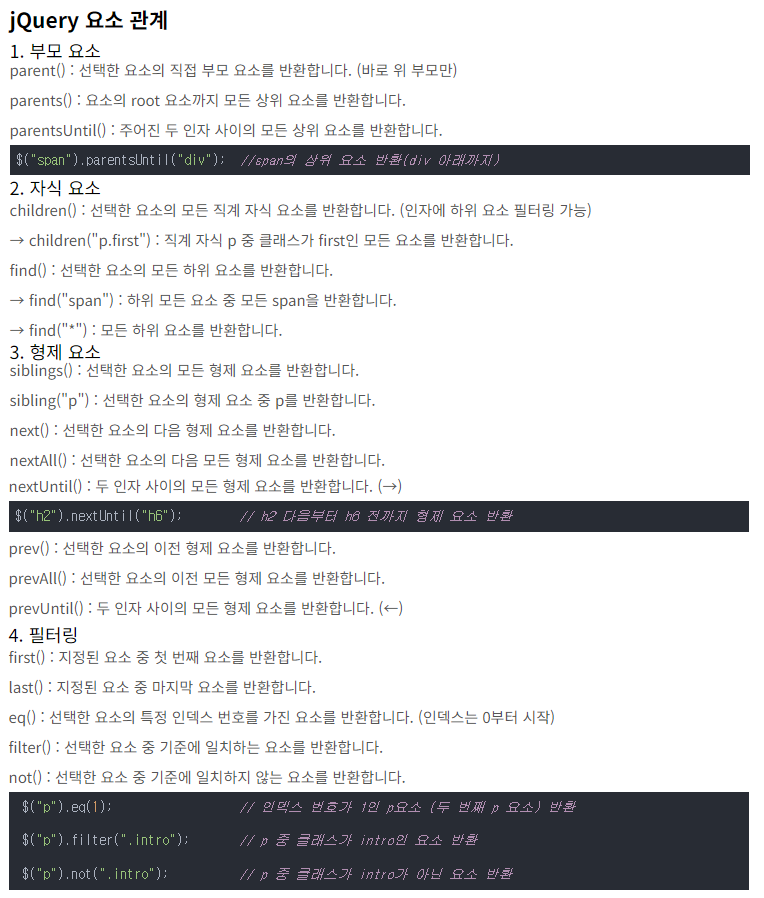 jQuery 요소 관계
1. 부모 요소
parent() : 선택한 요소의 직접 부모 요소를 반환합니다. (바로 위 부모만)
parents() : 요소의 root 요소까지 모든 상위 요소를 반환합니다.
parentsUntil() : 주어진 두 인자 사이의 모든 상위 요소를 반환합니다.
$("span").parentsUntil("div"); //span의 상위 요소 반환(div 아래까지)
2. 자식 요소
children() : 선택한 요소의 모든 직계 자식 요소를 반환합니다. (인자에 하위 요소 필터링 가능)
→ children("p.first") : 직계 자식 p 중 클래스가 first인 모든 요소를 반환합니다.
find() : 선택한 요소의 모든 하위 요소를 반환합니다.
→ find("span") : 하위 모든 요소 중 모든 span을 반환합니다.
→ find("*") : 모든 하위 요소를 반환합니다.
3. 형제 요소
siblings() : 선택한 요소의 모든 형제 요소를 반환합니다.
sibling("p") : 선택한 요소의 형제 요소 중 p를 반환합니다.
next() : 선택한 요소의 다음 형제 요소를 반환합니다.
nextAll() : 선택한 요소의 다음 모든 형제 요소를 반환합니다.
nextUntil() : 두 인자 사이의 모든 형제 요소를 반환합니다. (→)
$("h2").nextUntil("h6"); // h2 다음부터 h6 전까지 형제 요소 반환
prev() : 선택한 요소의 이전 형제 요소를 반환합니다.
prevAll() : 선택한 요소의 이전 모든 형제 요소를 반환합니다.
prevUntil() : 두 인자 사이의 모든 형제 요소를 반환합니다. (←)
4. 필터링
first() : 지정된 요소 중 첫 번째 요소를 반환합니다.
last() : 지정된 요소 중 마지막 요소를 반환합니다.
eq() : 선택한 요소의 특정 인덱스 번호를 가진 요소를 반환합니다. (인덱스는 0부터 시작)
filter() : 선택한 요소 중 기준에 일치하는 요소를 반환합니다.
not() : 선택한 요소 중 기준에 일치하지 않는 요소를 반환합니다.
$("p").eq(1); // 인덱스 번호가 1인 p요소 (두 번째 p 요소) 반환
$("p").filter(".intro"); // p 중 클래스가 intro인 요소 반환
$("p").not(".intro"); // p 중 클래스가 intro가 아닌 요소 반환